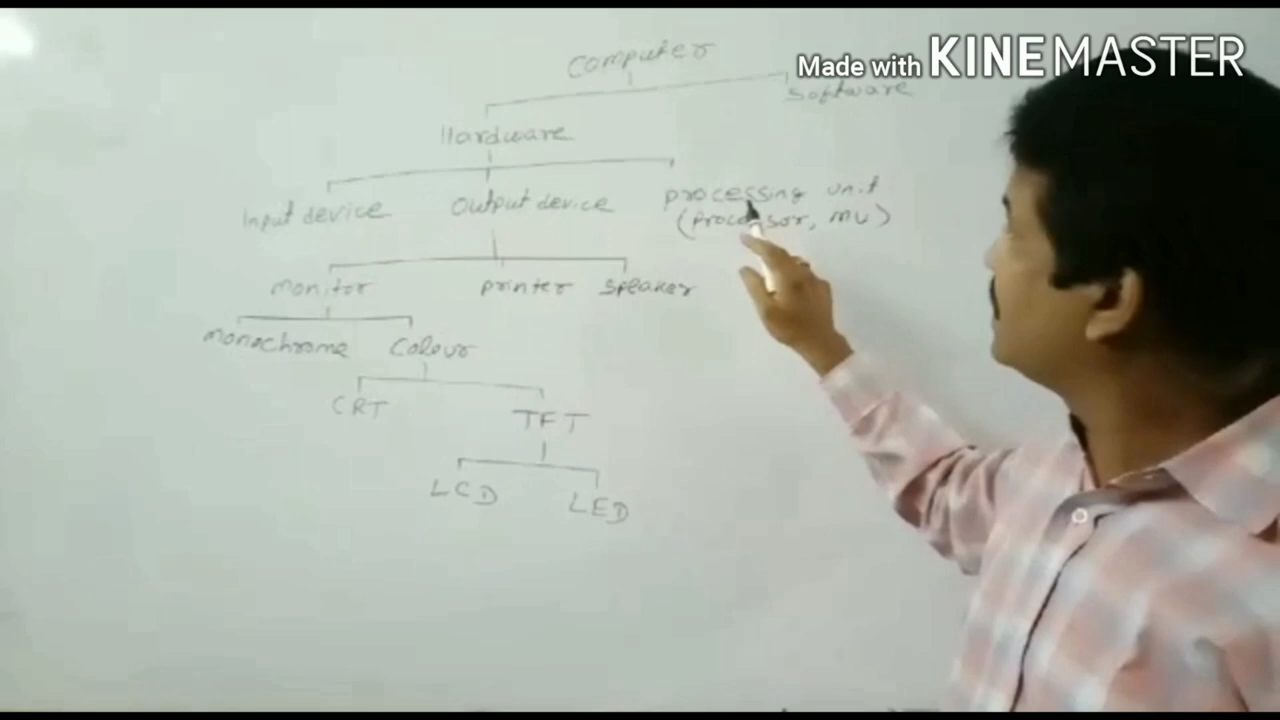 Made with KINEMASTER
Computer
Hardware
Software
Input device
Output device
Processing unit
(Processor, MU)
Monitor
Printer
Speaker
Monochrome
Colour
CRT
TFT
LCD
LED